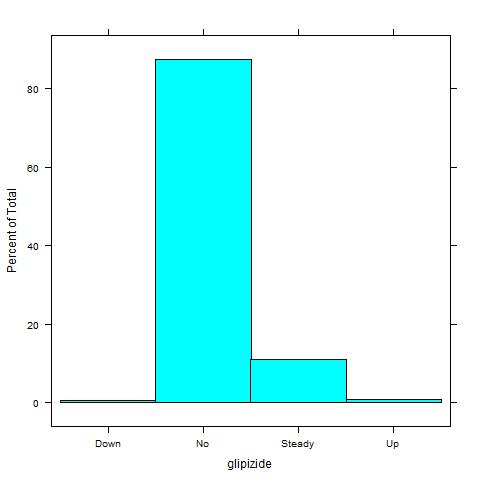 80
60
40
20
0
Percent of Total
Down No Steady Up
glipizide